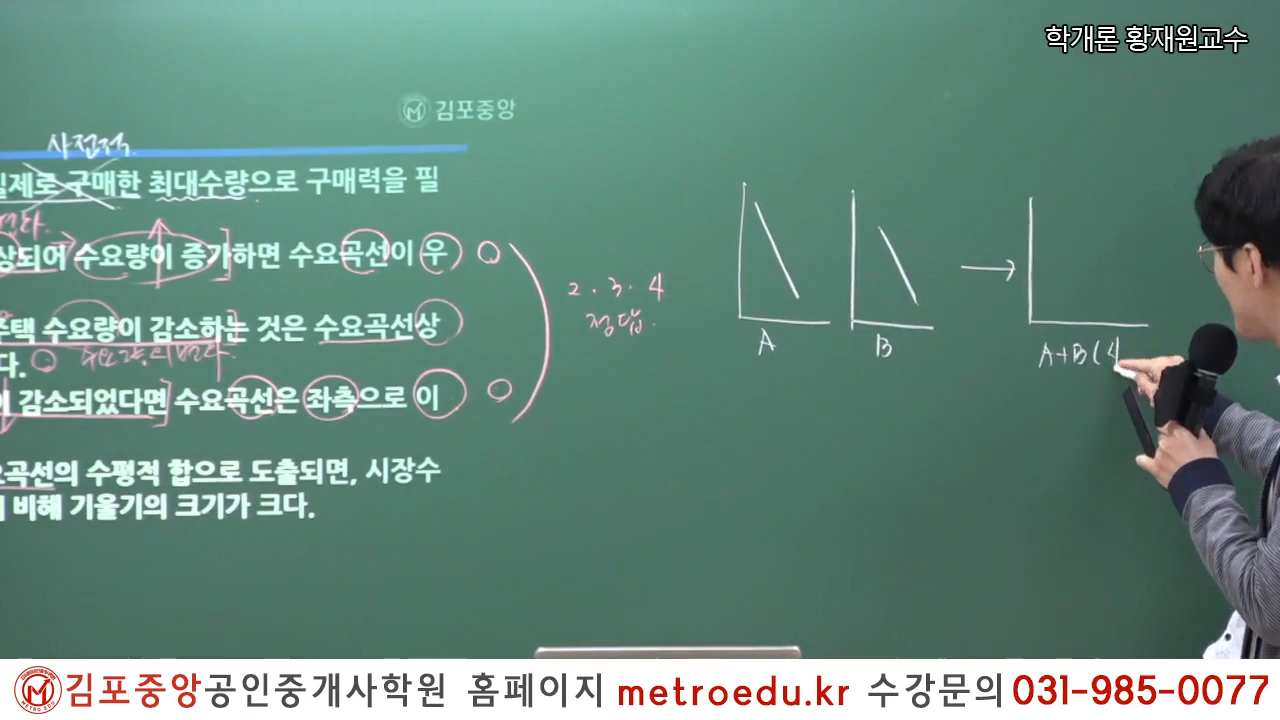 학개론 황재원교수
김포중앙
사전적
실제로 구매한 최대수량으로 구매력을 필
상되어 수요량이 증가하면 수요곡선이 우
주택 수요량이 감소하는 것은 수요곡선상
다.
이 감소되었다면 수요곡선은 좌측으로 이
요곡선의 수평적 합으로 도출되면, 시장수
비해 기울기의 크기가 크다.
2. 3. 4
정답.
A
B
A+B(
김포중앙공인중개사학원 홈페이지 metroedu.kr 수강문의 031-985-0077